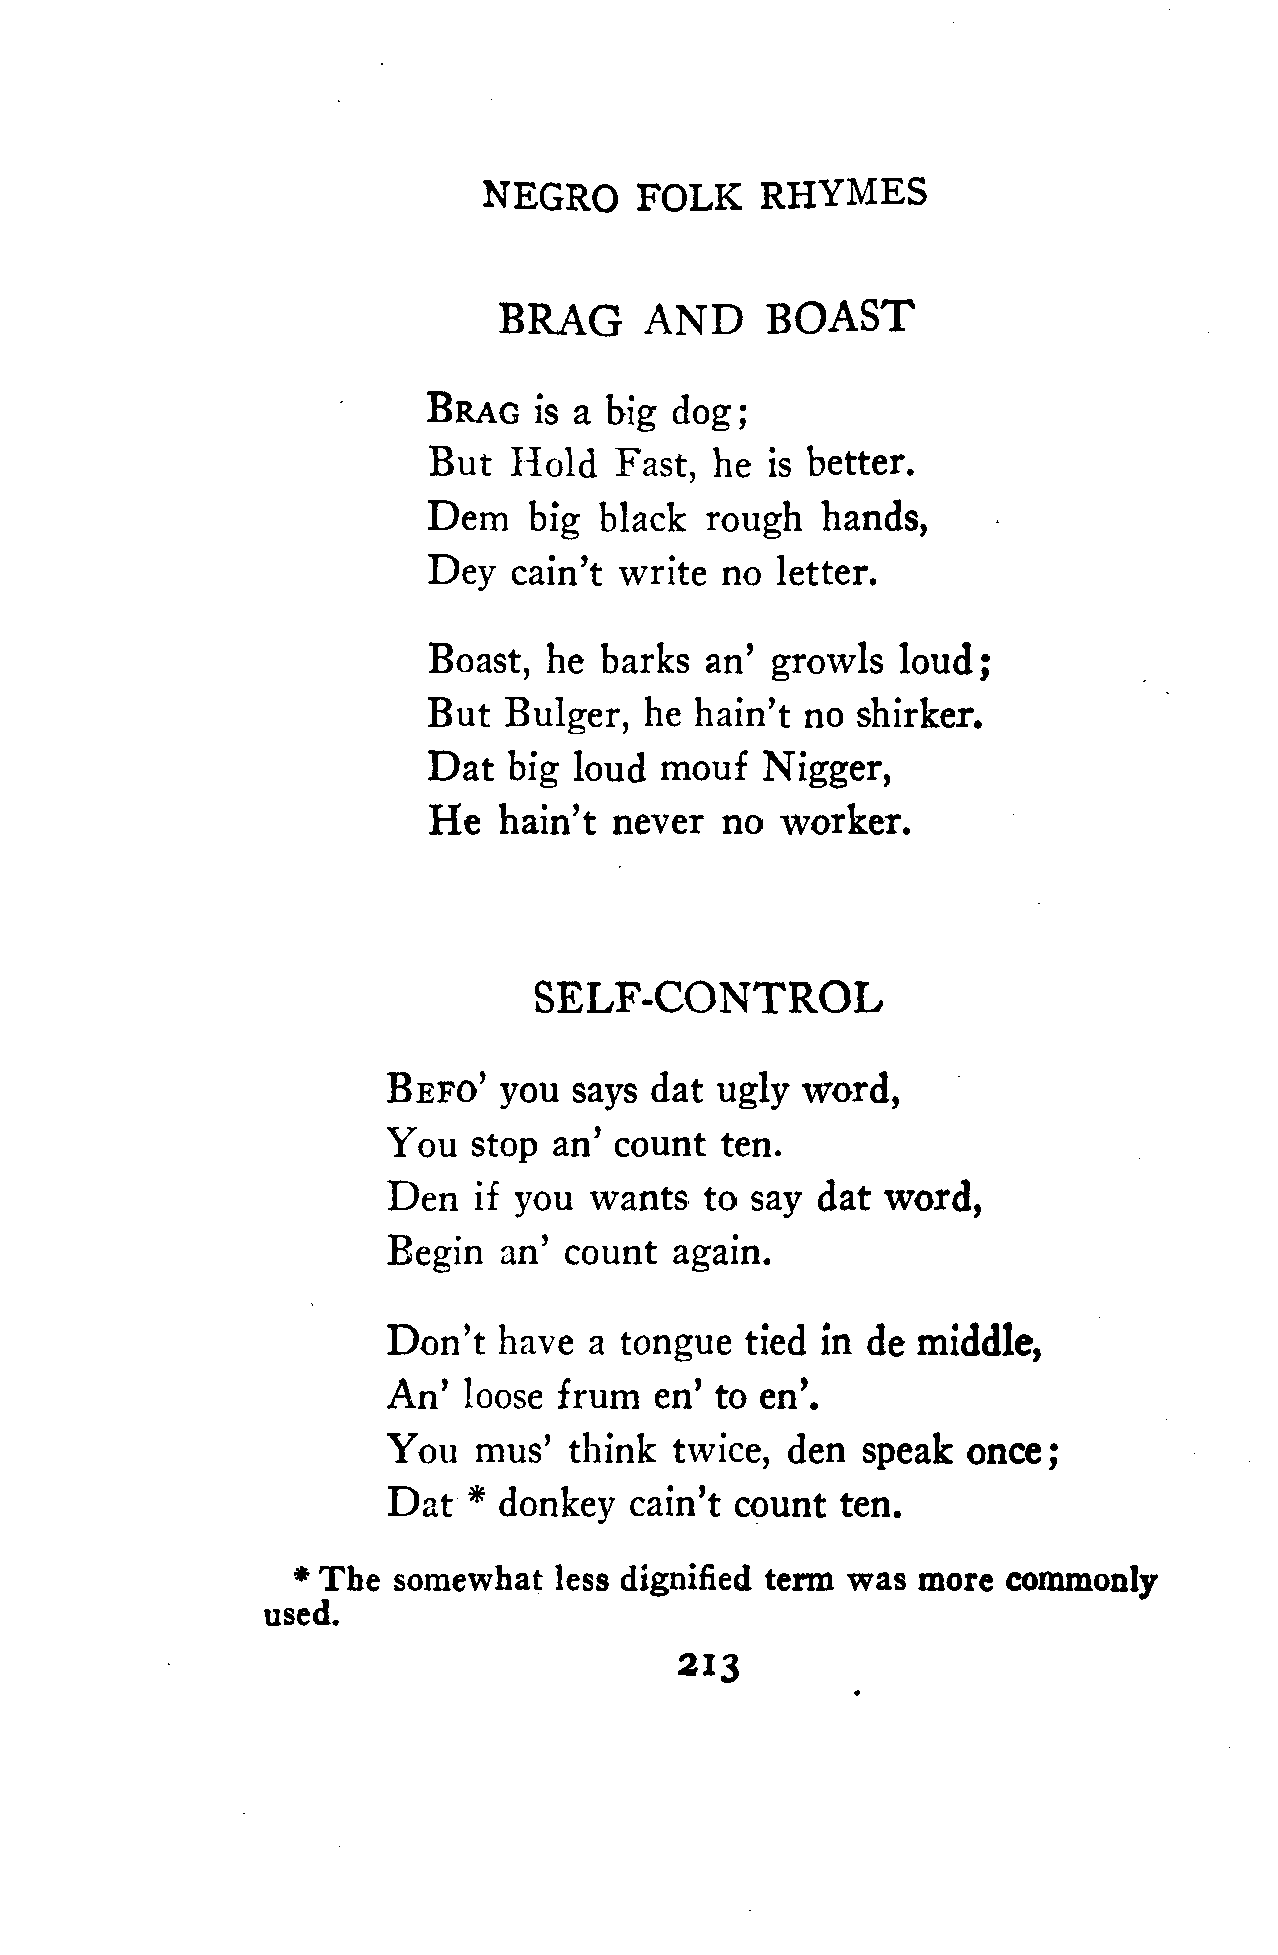 NEGRO FOLK RHYMES
BRAG AND BOAST
BRAG is a big dog;
But Hold Fast, he is better.
Dem big black rough hands,
Dey cain't write no letter.
Boast, he barks an' growls loud;
But Bulger, he hain't no shirker.
Dat big loud mouf Nigger,
He hain't never no worker.
SELF-CONTROL
BEFO' you says dat ugly word,
You stop an' count ten.
Den if you wants to say dat word,
Begin an' count again.
Don't have a tongue tied in de middle,
An' loose frum en' to en'.
You mus' think twice, den speak once;
Dat * donkey cain't count ten.
* The somewhat less dignified term was more commonly
used.
213